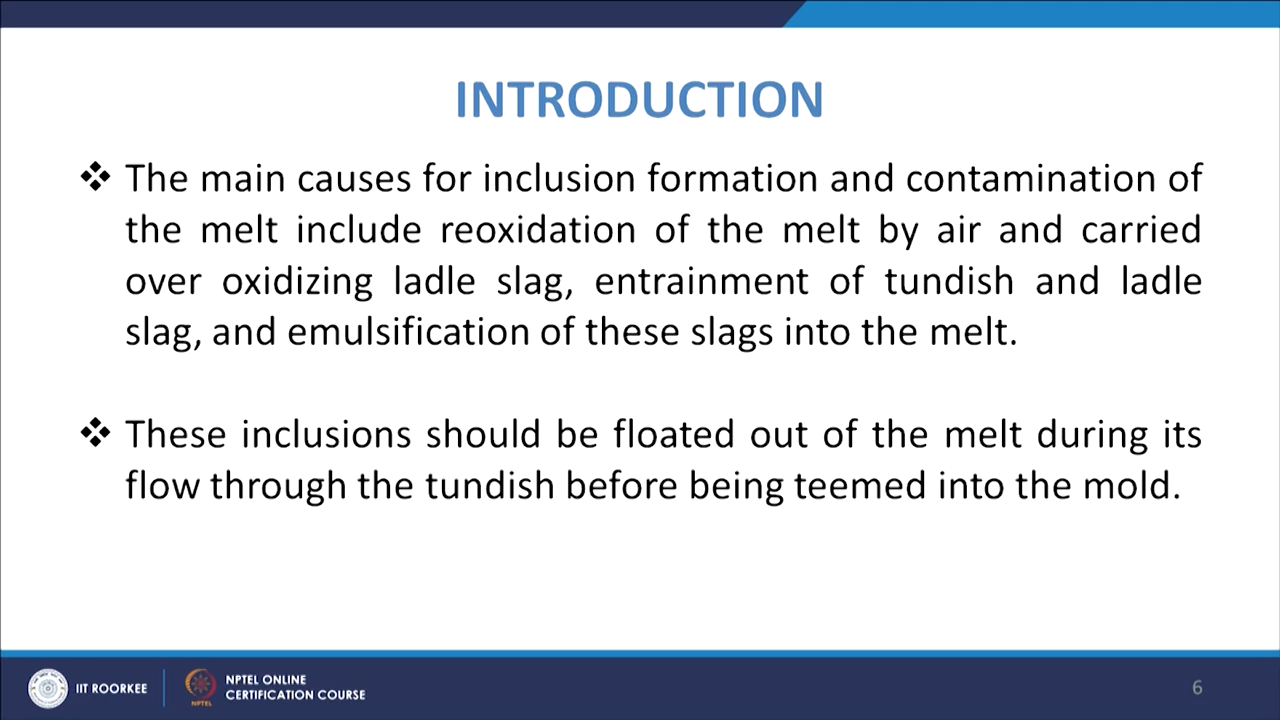 INTRODUCTION
❖ The main causes for inclusion formation and contamination of
the melt include reoxidation of the melt by air and carried
over oxidizing ladle slag, entrainment of tundish and ladle
slag, and emulsification of these slags into the melt.
❖ These inclusions should be floated out of the melt during its
flow through the tundish before being teemed into the mold.
IIT ROORKEE
NPTEL
NPTEL ONLINE
CERTIFICATION COURSE
6